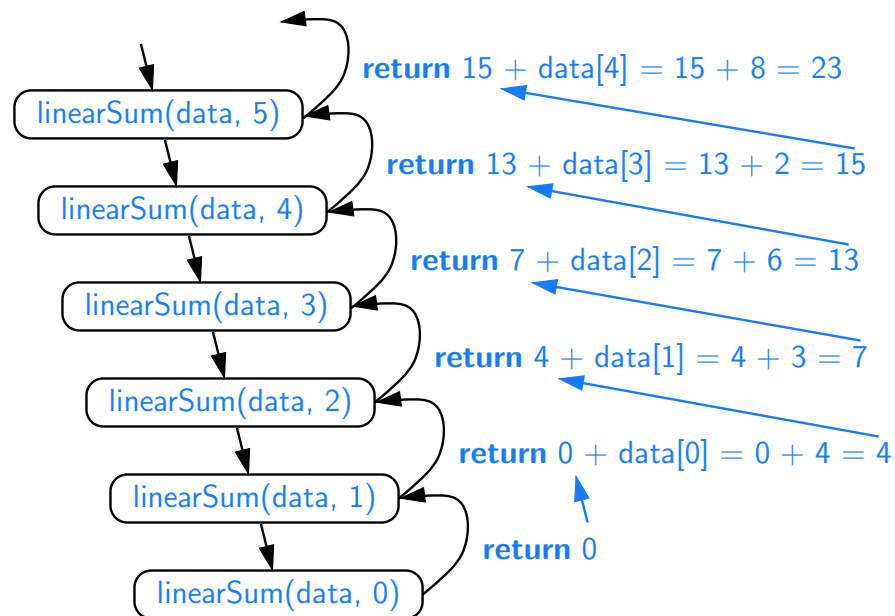 return 15 + data[4] = 15 + 8 = 23
linearSum(data, 5)
return 13 + data[3] = 13 + 2 = 15
linearSum(data, 4)
return 7 + data[2] = 7 + 6 = 13
linearSum(data, 3)
return 4 + data[1] = 4 + 3 = 7
linearSum(data, 2)
return 0 + data[0] = 0 + 4 = 4
linearSum(data, 1)
return 0
linearSum(data, 0)